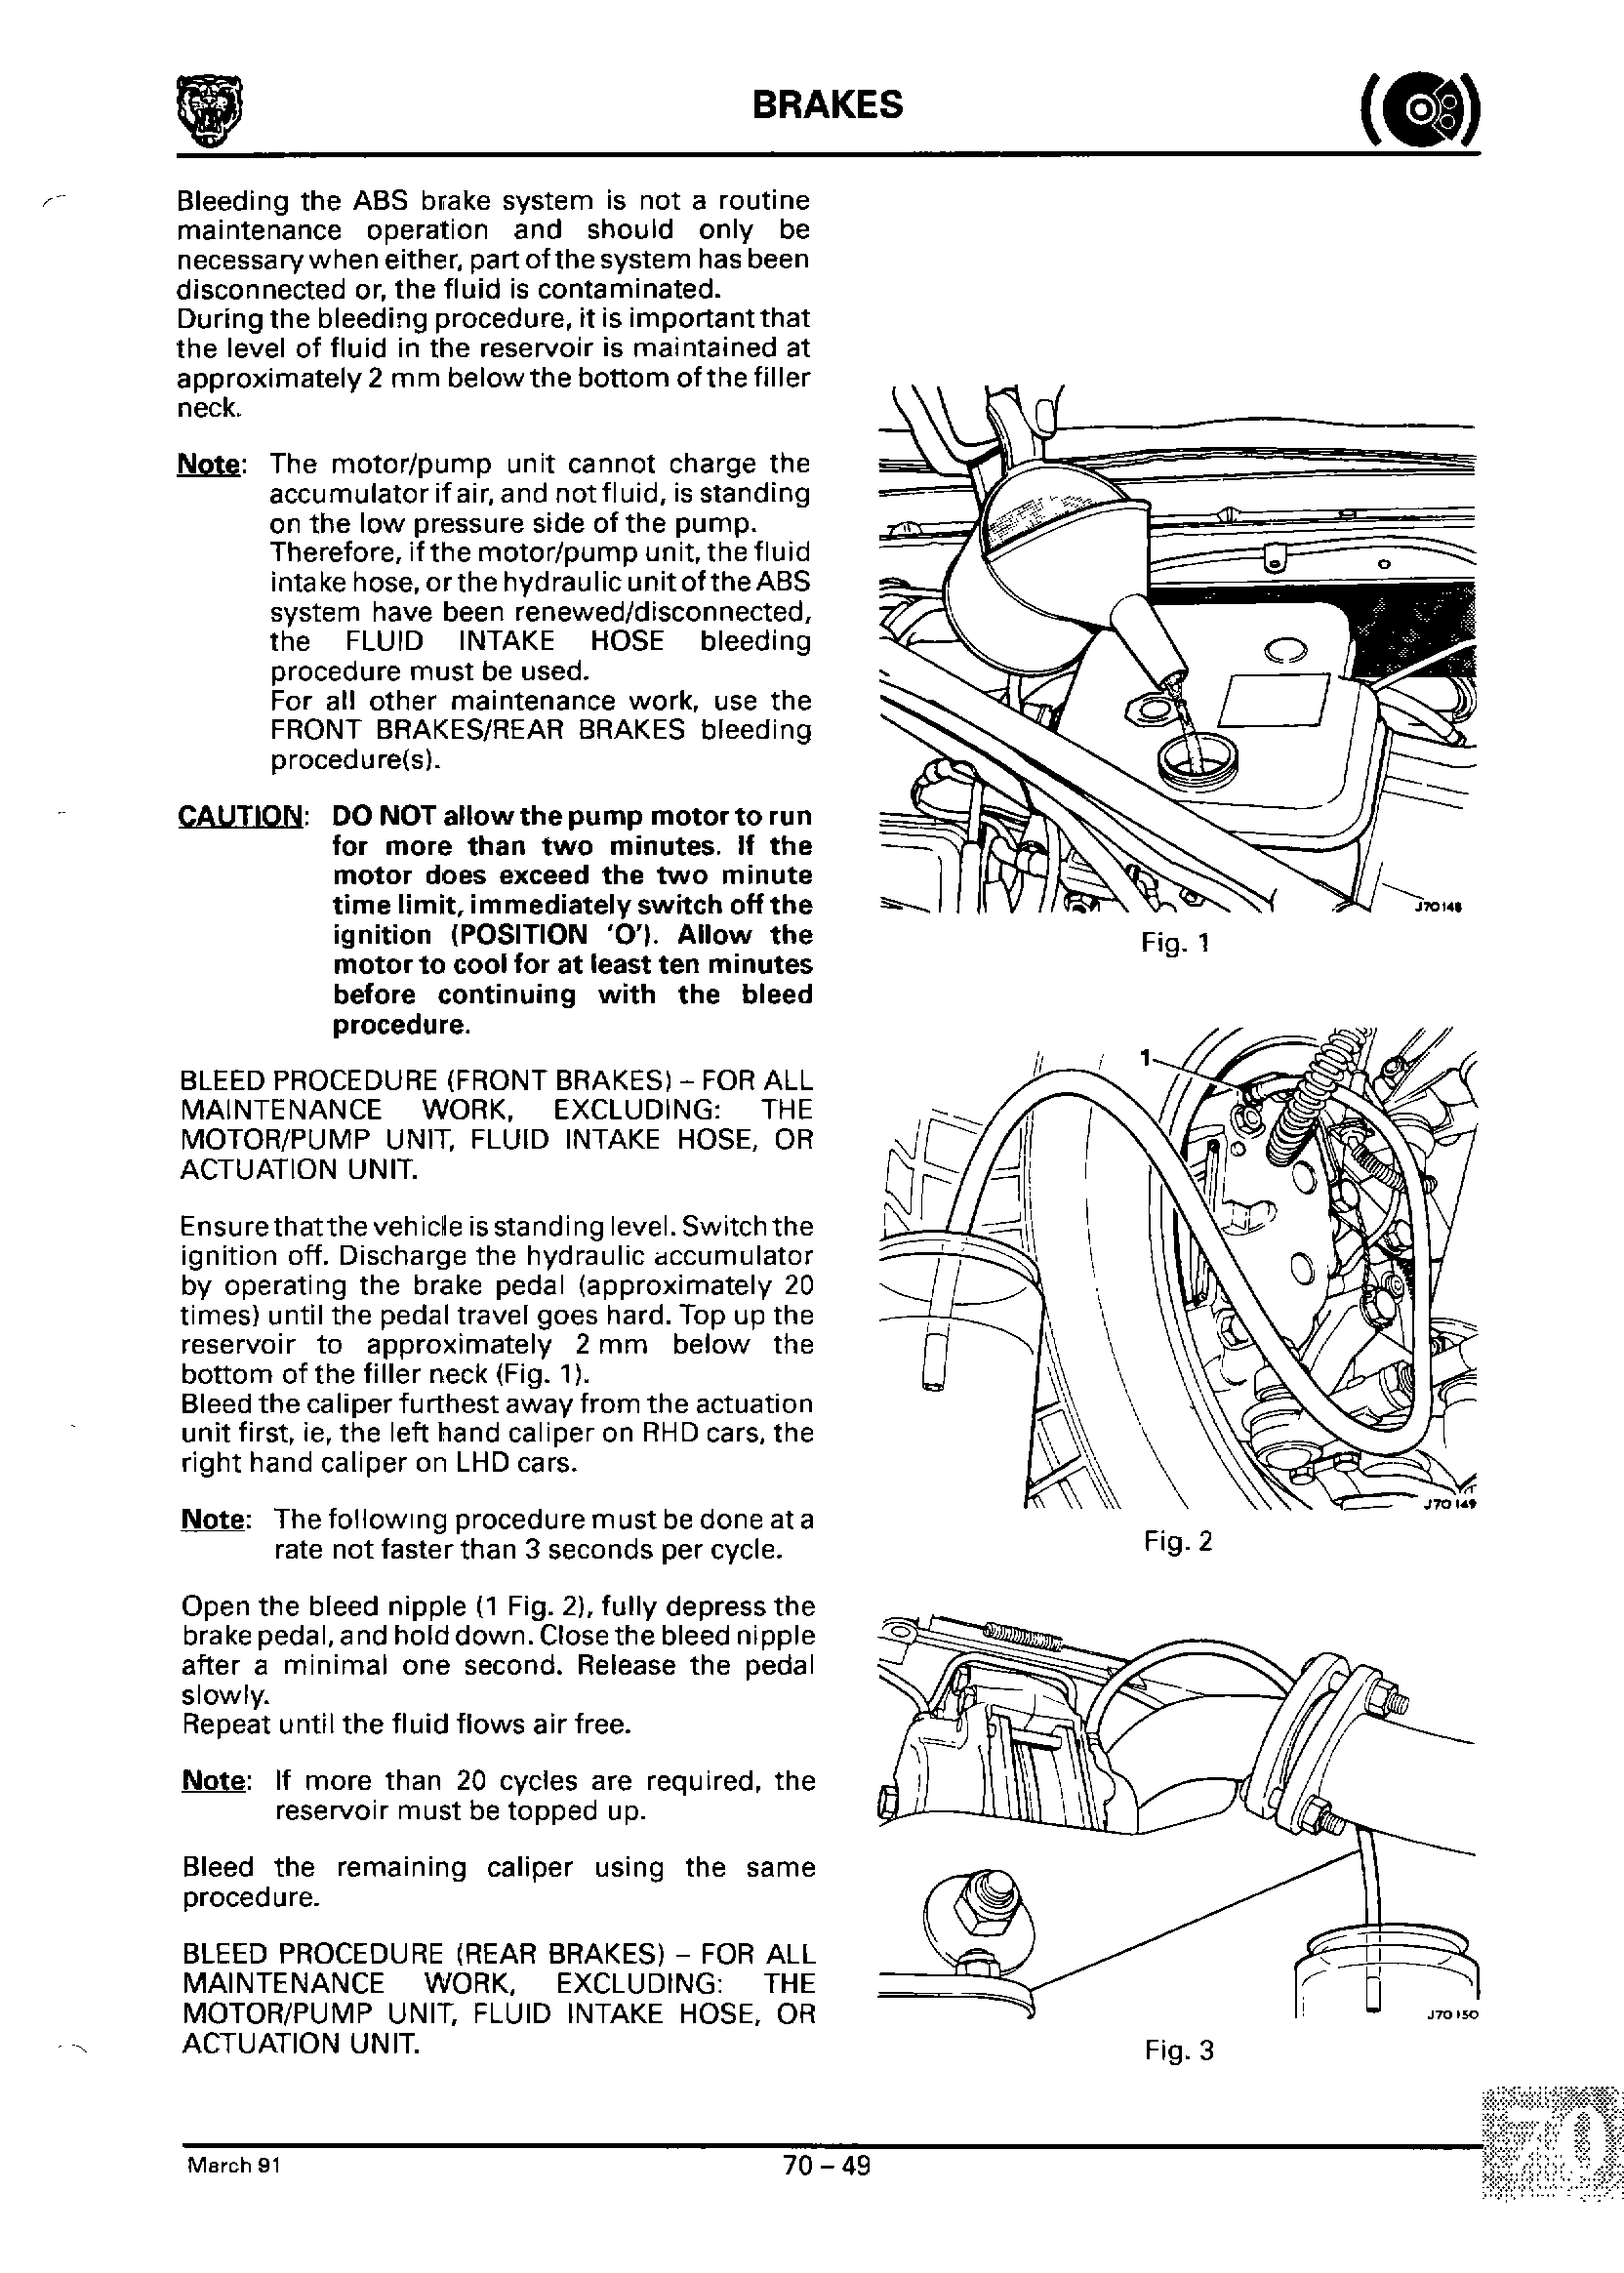 BRAKES
Bleeding the ABS brake system is not a routine
maintenance operation and should only be
necessary when either, part of the system has been
disconnected or, the fluid is contaminated.
During the bleeding procedure, it is important that
the level of fluid in the reservoir is maintained at
approximately 2 mm below the bottom of the filler
neck.
Note: The motor/pump unit cannot charge the
accumulator if air, and not fluid, is standing
on the low pressure side of the pump.
Therefore, if the motor/pump unit, the fluid
intake hose, or the hydraulic unit of the ABS
system have been renewed/disconnected,
the FLUID INTAKE HOSE bleeding
procedure must be used.
For all other maintenance work, use the
FRONT BRAKES/REAR BRAKES bleeding
procedure(s).
CAUTION: DO NOT allow the pump motor to run
for more than two minutes. If the
motor does exceed the two minute
time limit, immediately switch off the
ignition (POSITION 'O'). Allow the
motor to cool for at least ten minutes
before continuing with the bleed
procedure.
BLEED PROCEDURE (FRONT BRAKES) – FOR ALL
MAINTENANCE WORK, EXCLUDING: THE
MOTOR/PUMP UNIT, FLUID INTAKE HOSE, OR
ACTUATION UNIT.
Ensure that the vehicle is standing level. Switch the
ignition off. Discharge the hydraulic accumulator
by operating the brake pedal (approximately 20
times) until the pedal travel goes hard. Top up the
reservoir to approximately 2 mm below the
bottom of the filler neck (Fig. 1).
Bleed the caliper furthest away from the actuation
unit first, ie, the left hand caliper on RHD cars, the
right hand caliper on LHD cars.
Note: The following procedure must be done at a
rate not faster than 3 seconds per cycle.
Open the bleed nipple (1 Fig. 2), fully depress the
brake pedal, and hold down. Close the bleed nipple
after a minimal one second. Release the pedal
slowly.
Repeat until the fluid flows air free.
Note: If more than 20 cycles are required, the
reservoir must be topped up.
Bleed the remaining caliper using the same
procedure.
BLEED PROCEDURE (REAR BRAKES) – FOR ALL
MAINTENANCE WORK, EXCLUDING: THE
MOTOR/PUMP UNIT, FLUID INTAKE HOSE, OR
ACTUATION UNIT.
J70 148
Fig. 1
1
J70 149
Fig. 2
J70 150
Fig. 3
70
March 91
70 – 49